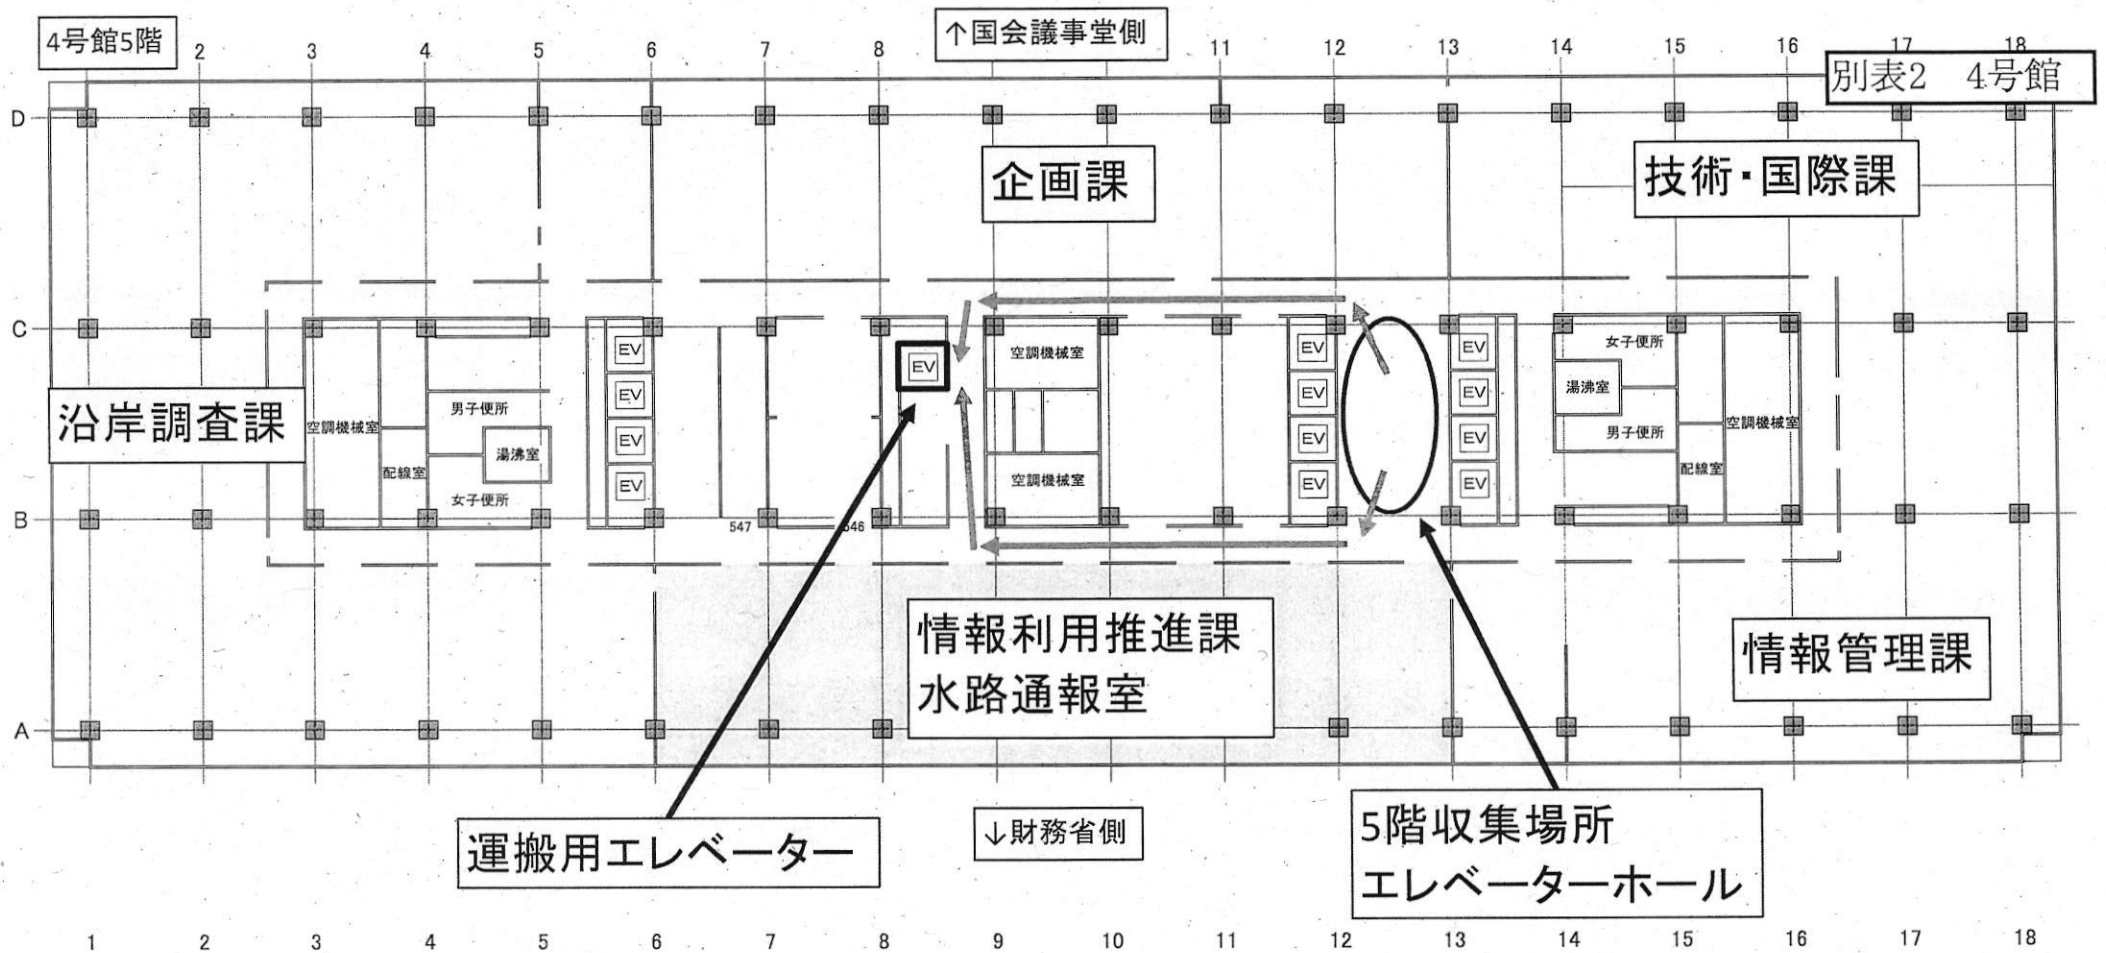 4号館5階
↑国会議事堂側
別表2 4号館
2 3 4 5 6 7 8 11 12 13 14 15 16 17 18
D
企画課
技術・国際課
C
EV
EV
EV
EV
EV
空調機械室
空調機械室
EV
EV
EV
EV
EV
EV
EV
EV
女子便所
湯沸室
男子便所
配線室
空調機械室
沿岸調査課
空調機械室
配線室
男子便所
湯沸室
女子便所
B
547
546
情報利用推進課
水路通報室
情報管理課
A
運搬用エレベーター
↓財務省側
5階収集場所
エレベーターホール
1 2 3 4 5 6 7 8 9 10 11 12 13 14 15 16 17 18